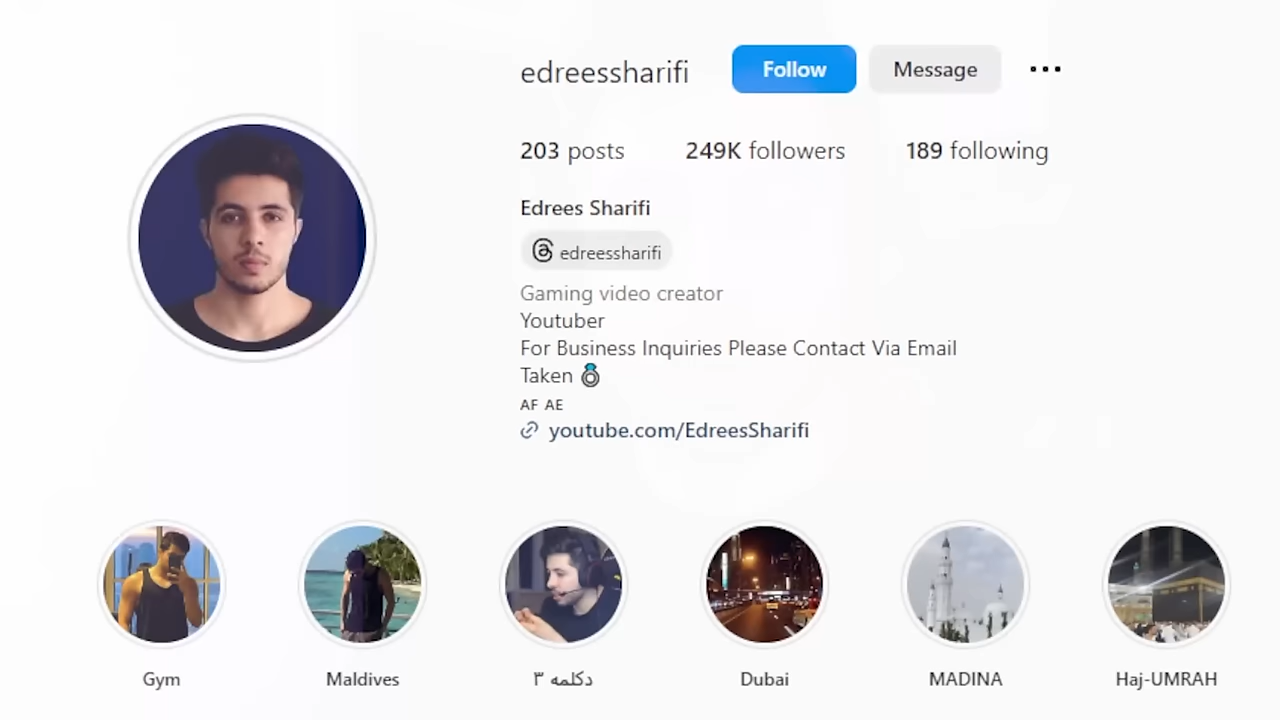 edreessharifi Follow Message
203 posts 249K followers 189 following
Edrees Sharifi
edreessharifi
Gaming video creator
Youtuber
For Business Inquiries Please Contact Via Email
Taken
AF AE
youtube.com/EdreesSharifi
Gym Maldives دکلمه ۳ Dubai MADINA Haj-UMRAH